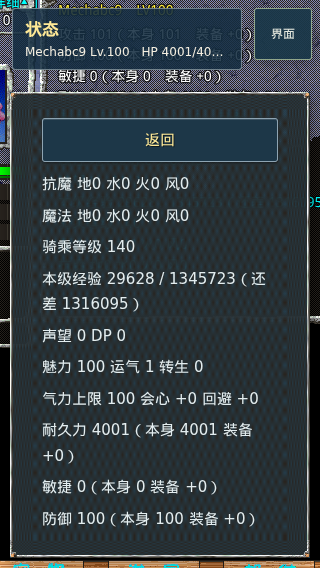 状态
Mechabc9 Lv.100 HP 4001/40...
界面
敏捷 0（本身 0 装备 +0）
返回
抗魔 地0 水0 火0 风0
魔法 地0 水0 火0 风0
骑乘等级 140
本级经验 29628 / 1345723（还
差 1316095）
声望 0 DP 0
魅力 100 运气 1 转生 0
气力上限 100 会心 +0 回避 +0
耐久力 4001（本身 4001 装备
+0）
敏捷 0（本身 0 装备 +0）
防御 100（本身 100 装备 +0）